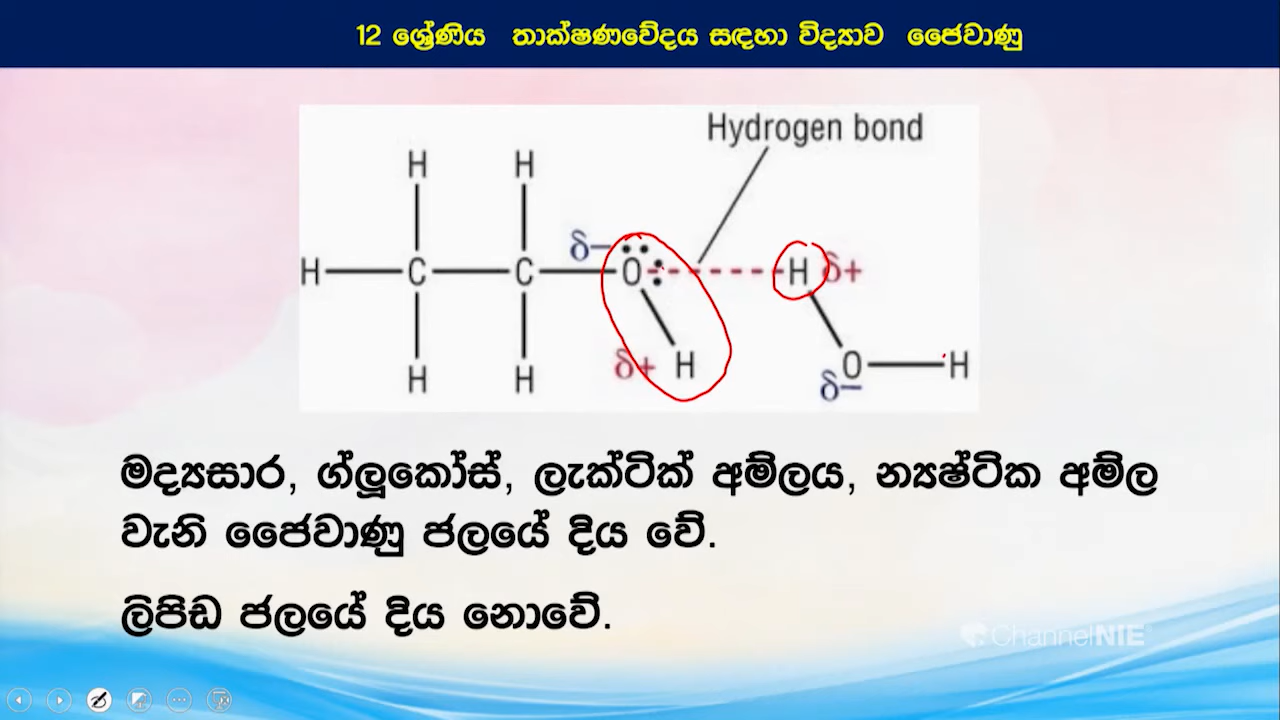 12 ශ්‍රේණිය තාක්ෂණවේදය සඳහා විද්‍යාව ජෛවාණු
Hydrogen bond
H H
δ−
H C C O H δ+
δ+ H O H
H H δ−
මද්‍යසාර, ග්ලූකෝස්, ලැක්ටික් අම්ලය, න්‍යෂ්ටික අම්ල
වැනි ජෛවාණු ජලයේ දිය වේ.
ලිපිඩ ජලයේ දිය නොවේ.
ChannelNIE